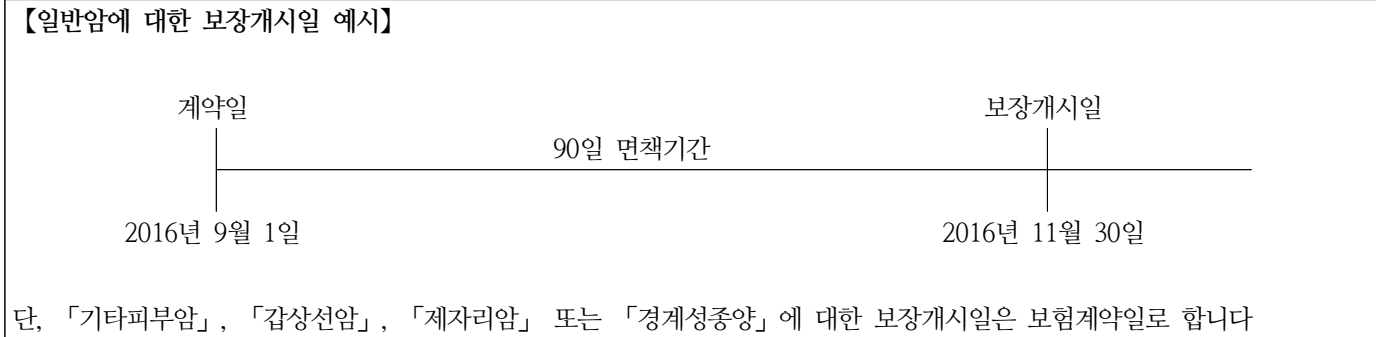 【일반암에 대한 보장개시일 예시】
계약일 보장개시일
90일 면책기간
2016년 9월 1일 2016년 11월 30일
단, 「기타피부암」, 「갑상선암」, 「제자리암」 또는 「경계성종양」에 대한 보장개시일은 보험계약일로 합니다